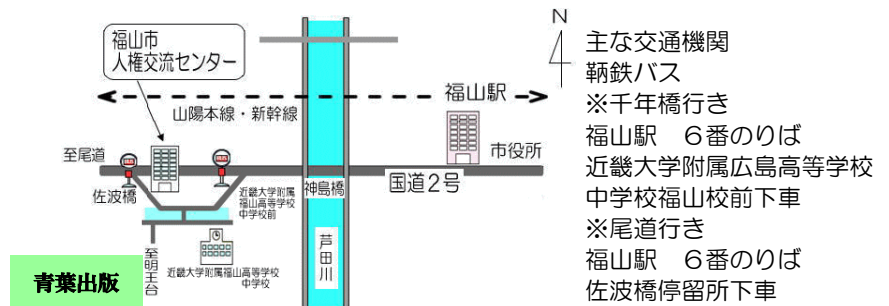 福山市
人権交流センター
N
福山駅
山陽本線・新幹線
至尾道
市役所
佐波橋
近畿大学附属
福山高等学校
中学校前
神島橋
国道2号
芦田川
至明王台
近畿大学附属福山高等学校
中学校
青葉出版
主な交通機関
鞆鉄バス
※千年橋行き
福山駅　６番のりば
近畿大学附属広島高等学校
中学校福山校前下車
※尾道行き
福山駅　６番のりば
佐波橋停留所下車